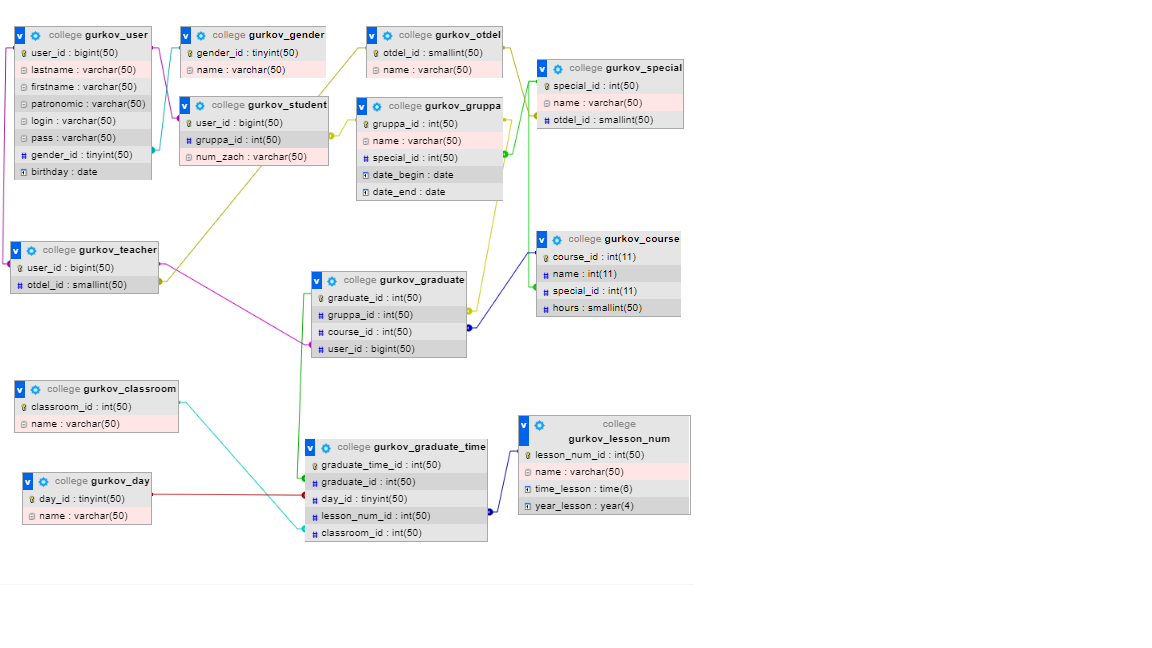 v college gurkov_user
user_id : bigint(50)
lastname : varchar(50)
firstname : varchar(50)
patronomic : varchar(50)
login : varchar(50)
pass : varchar(50)
# gender_id : tinyint(50)
birthday : date
v college gurkov_gender
gender_id : tinyint(50)
name : varchar(50)
v college gurkov_otdel
otdel_id : smallint(50)
name : varchar(50)
v college gurkov_special
special_id : int(50)
name : varchar(50)
# otdel_id : smallint(50)
v college gurkov_student
user_id : bigint(50)
# gruppa_id : int(50)
num_zach : varchar(50)
v college gurkov_gruppa
gruppa_id : int(50)
name : varchar(50)
# special_id : int(50)
date_begin : date
date_end : date
v college gurkov_teacher
user_id : bigint(50)
# otdel_id : smallint(50)
v college gurkov_graduate
graduate_id : int(50)
# gruppa_id : int(50)
# course_id : int(50)
# user_id : bigint(50)
v college gurkov_course
course_id : int(11)
# name : int(11)
# special_id : int(11)
# hours : smallint(50)
v college gurkov_classroom
classroom_id : int(50)
name : varchar(50)
v college gurkov_day
day_id : tinyint(50)
name : varchar(50)
v college gurkov_graduate_time
graduate_time_id : int(50)
# graduate_id : int(50)
# day_id : tinyint(50)
# lesson_num_id : int(50)
# classroom_id : int(50)
v college
gurkov_lesson_num
lesson_num_id : int(50)
name : varchar(50)
time_lesson : time(6)
year_lesson : year(4)